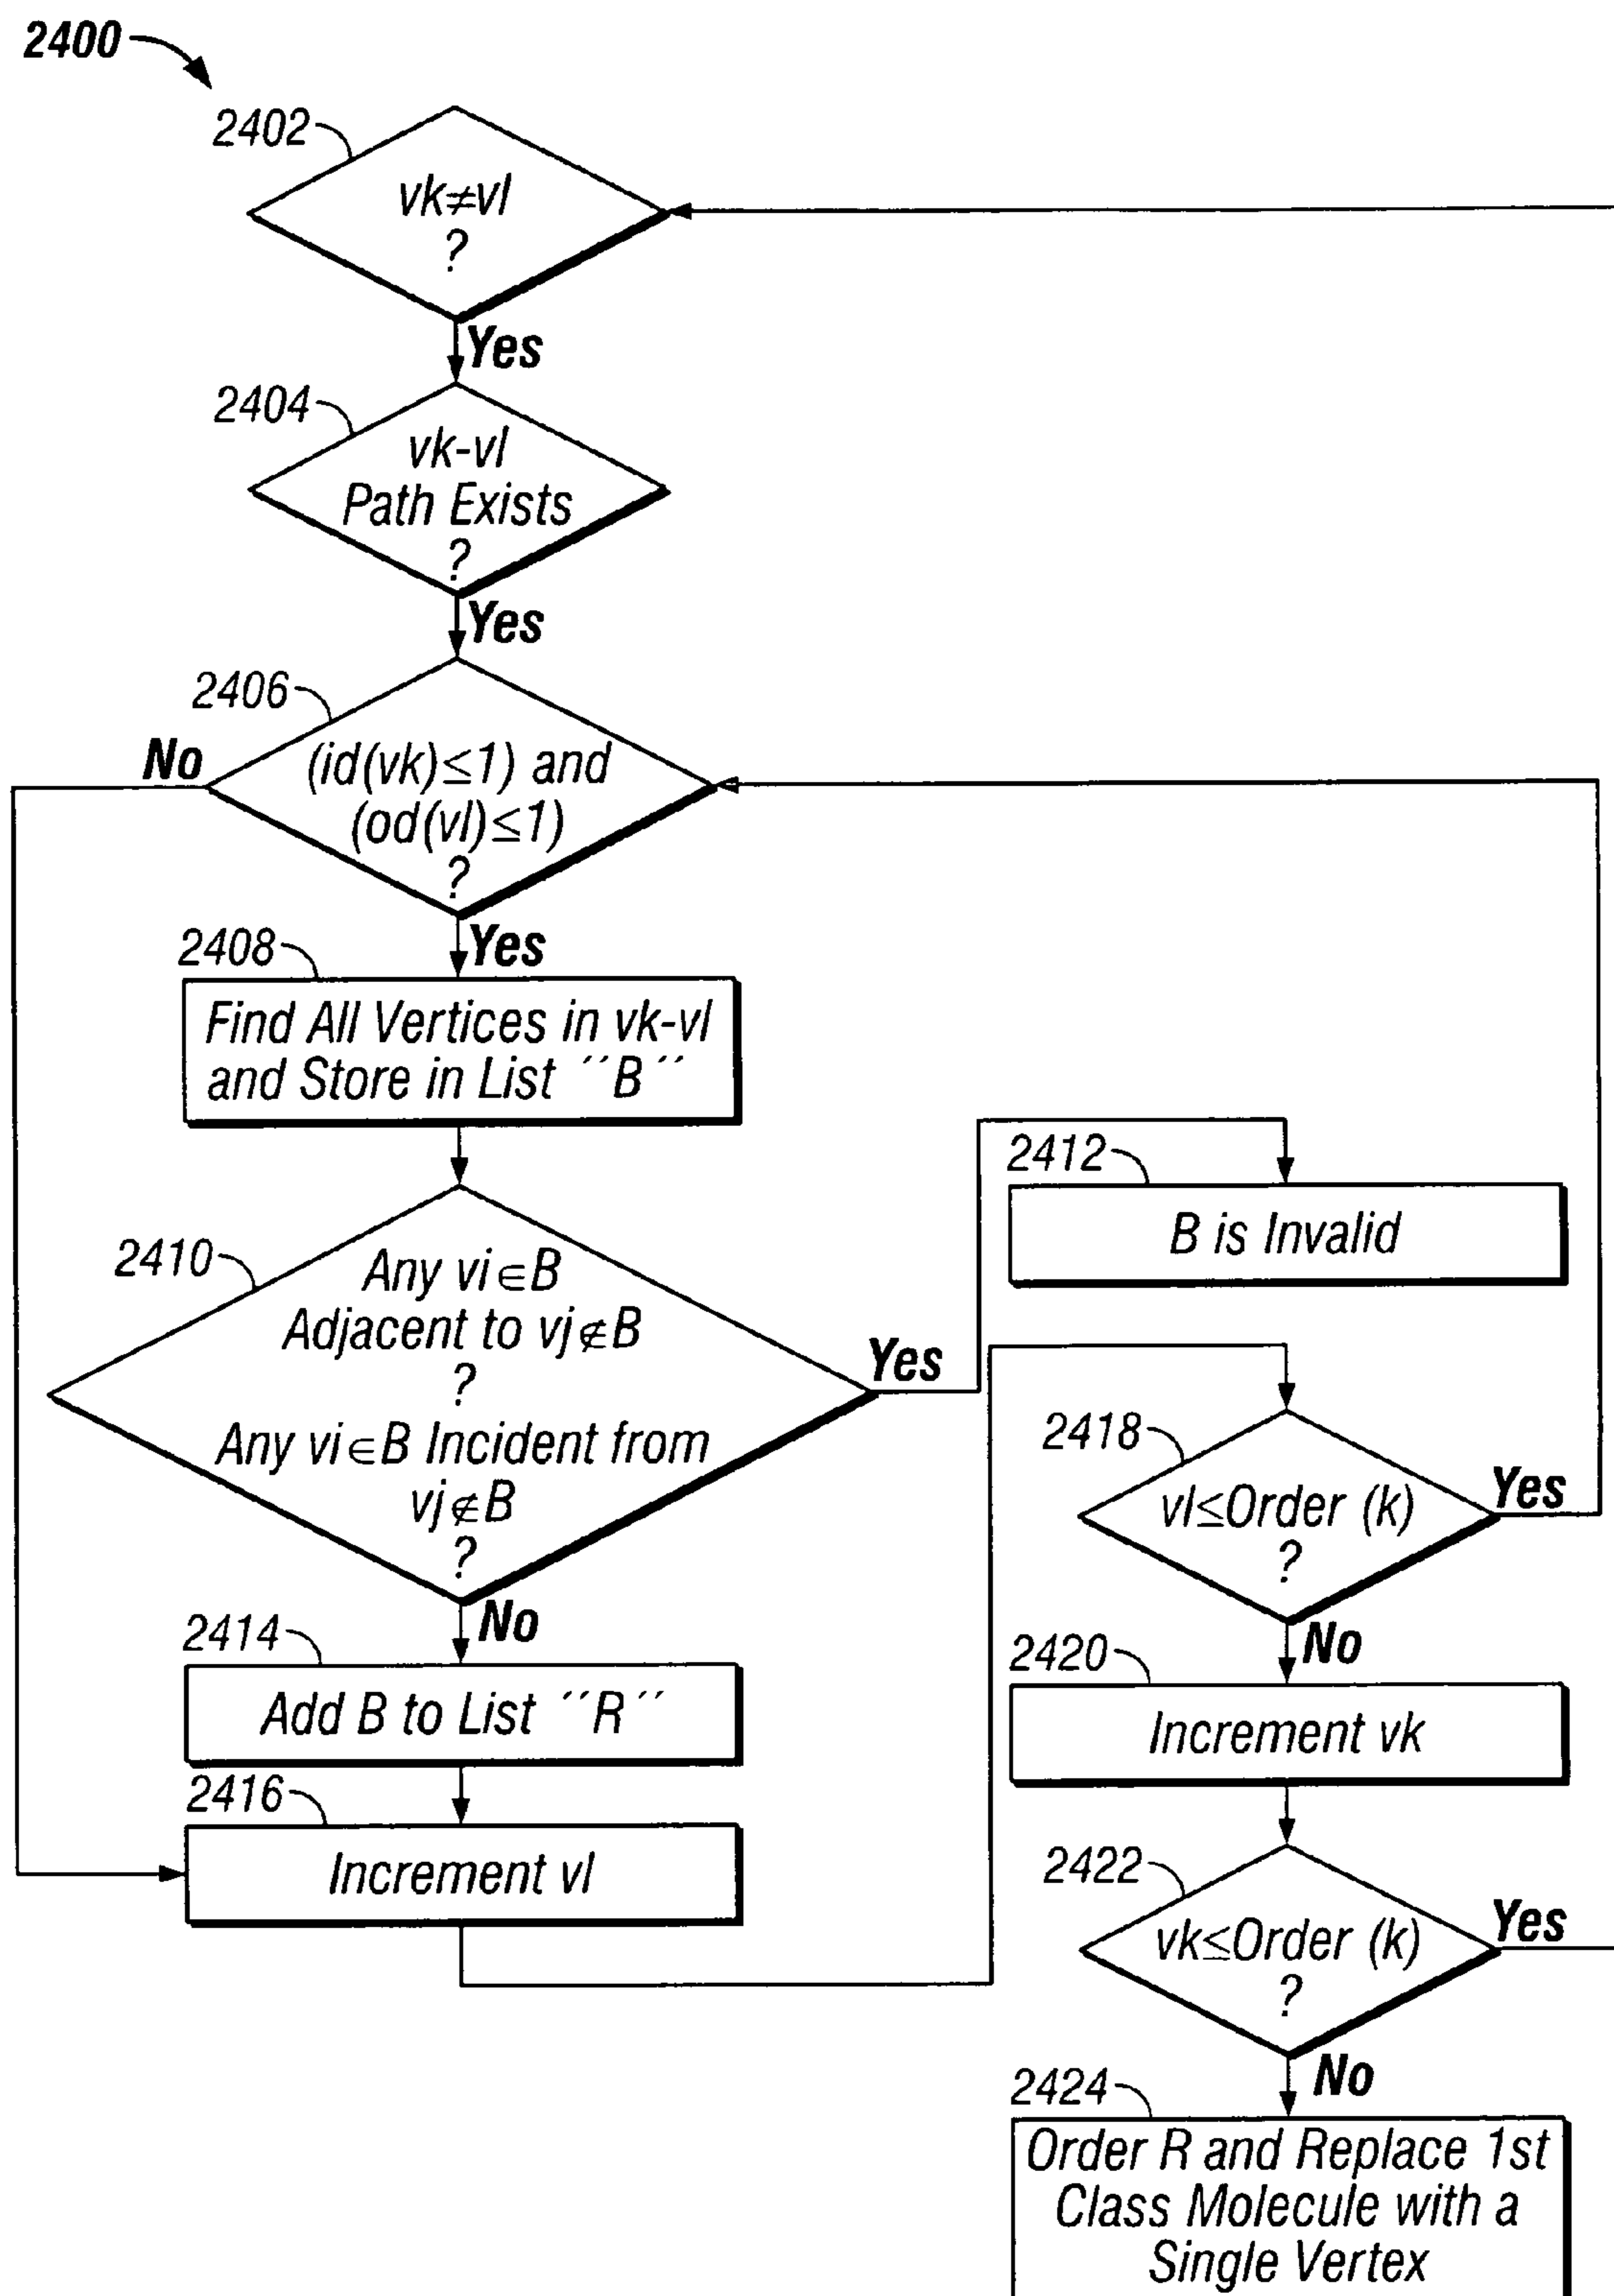 2400
2402
vk≠vl
?
Yes
2404
vk-vl
Path Exists
?
Yes
2406
No
(id(vk)≤1) and
(od(vl)≤1)
?
Yes
2408
Find All Vertices in vk-vl
and Store in List ´´B´´
2410
Any vi∈B
Adjacent to vj∉B
?
Any vi∈B Incident from
vj∉B
?
Yes
No
2412
B is Invalid
2414
Add B to List ´´R´´
2416
Increment vl
2418
vl≤Order (k)
?
Yes
No
2420
Increment vk
2422
vk≤Order (k)
?
Yes
No
2424
Order R and Replace 1st
Class Molecule with a
Single Vertex